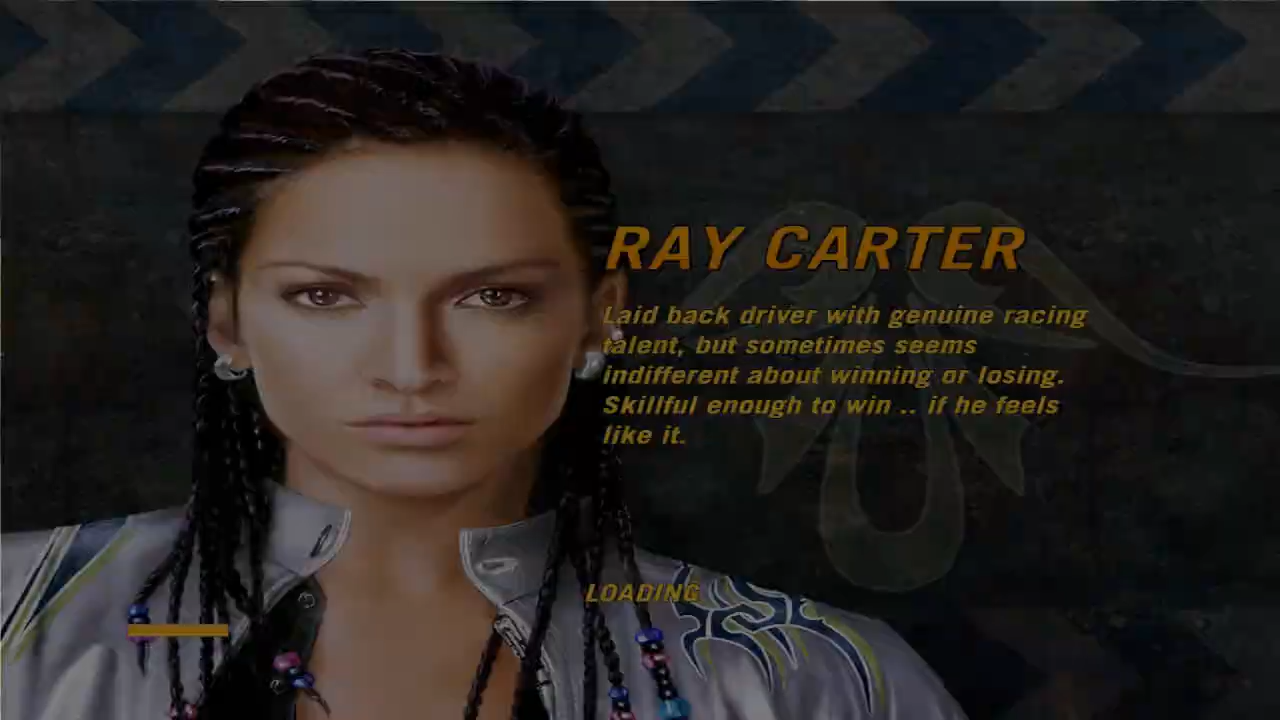 RAY CARTER
Laid back driver with genuine racing
talent, but sometimes seems
indifferent about winning or losing.
Skillful enough to win .. if he feels
like it.
LOADING